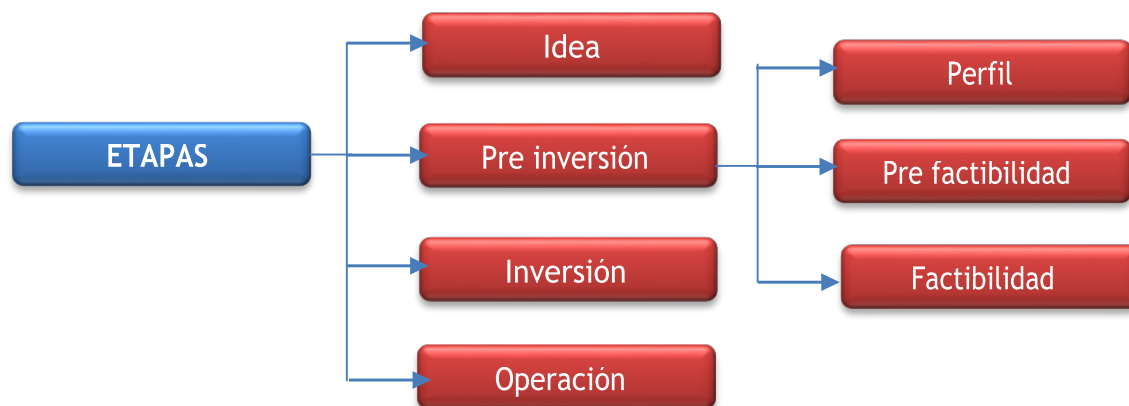 ETAPAS
Idea
Pre inversión
Inversión
Operación
Perfil
Pre factibilidad
Factibilidad